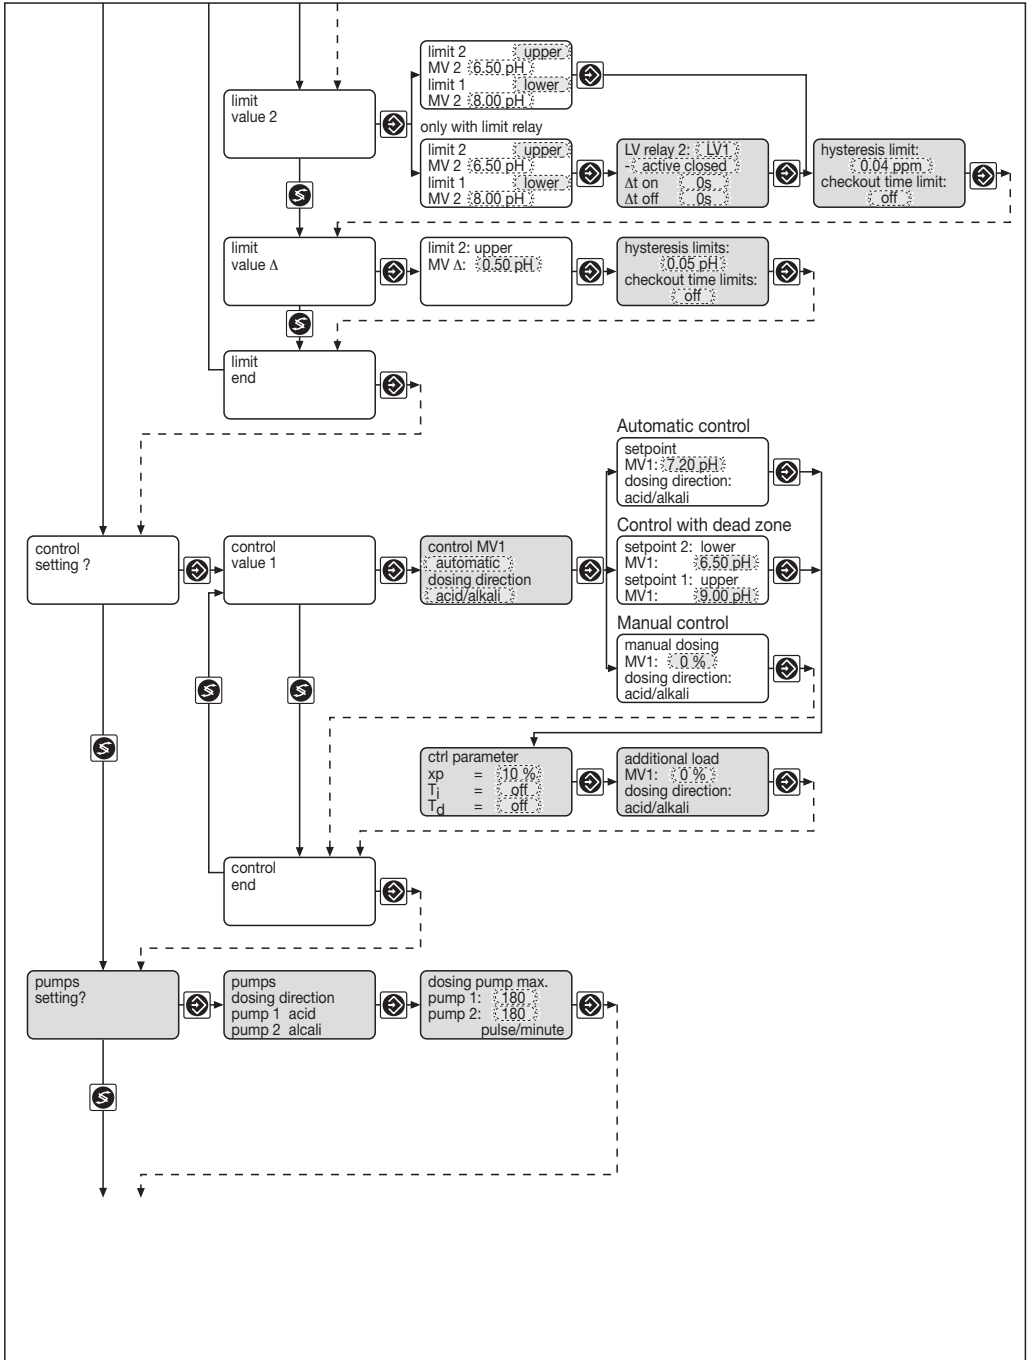 limit
value 2
limit 2 upper
MV 2 6.50 pH
limit 1 lower
MV 2 8.00 pH
only with limit relay
limit 2 upper
MV 2 6.50 pH
limit 1 lower
MV 2 8.00 pH
LV relay 2: LV1
- active closed
Δt on 0s
Δt off 0s
hysteresis limit:
0.04 ppm
checkout time limit:
off
limit
value Δ
limit 2: upper
MV Δ: 0.50 pH
hysteresis limits:
0.05 pH
checkout time limits:
off
limit
end
control
setting ?
control
value 1
control MV1
automatic
dosing direction
acid/alkali
Automatic control
setpoint
MV1: 7.20 pH
dosing direction:
acid/alkali
Control with dead zone
setpoint 2: lower
MV1: 6.50 pH
setpoint 1: upper
MV1: 9.00 pH
Manual control
manual dosing
MV1: 0 %
dosing direction:
acid/alkali
ctrl parameter
xp = 10 %
Ti = off
Td = off
additional load
MV1: 0 %
dosing direction:
acid/alkali
control
end
pumps
setting?
pumps
dosing direction
pump 1 acid
pump 2 alcali
dosing pump max.
pump 1: 180
pump 2: 180
pulse/minute